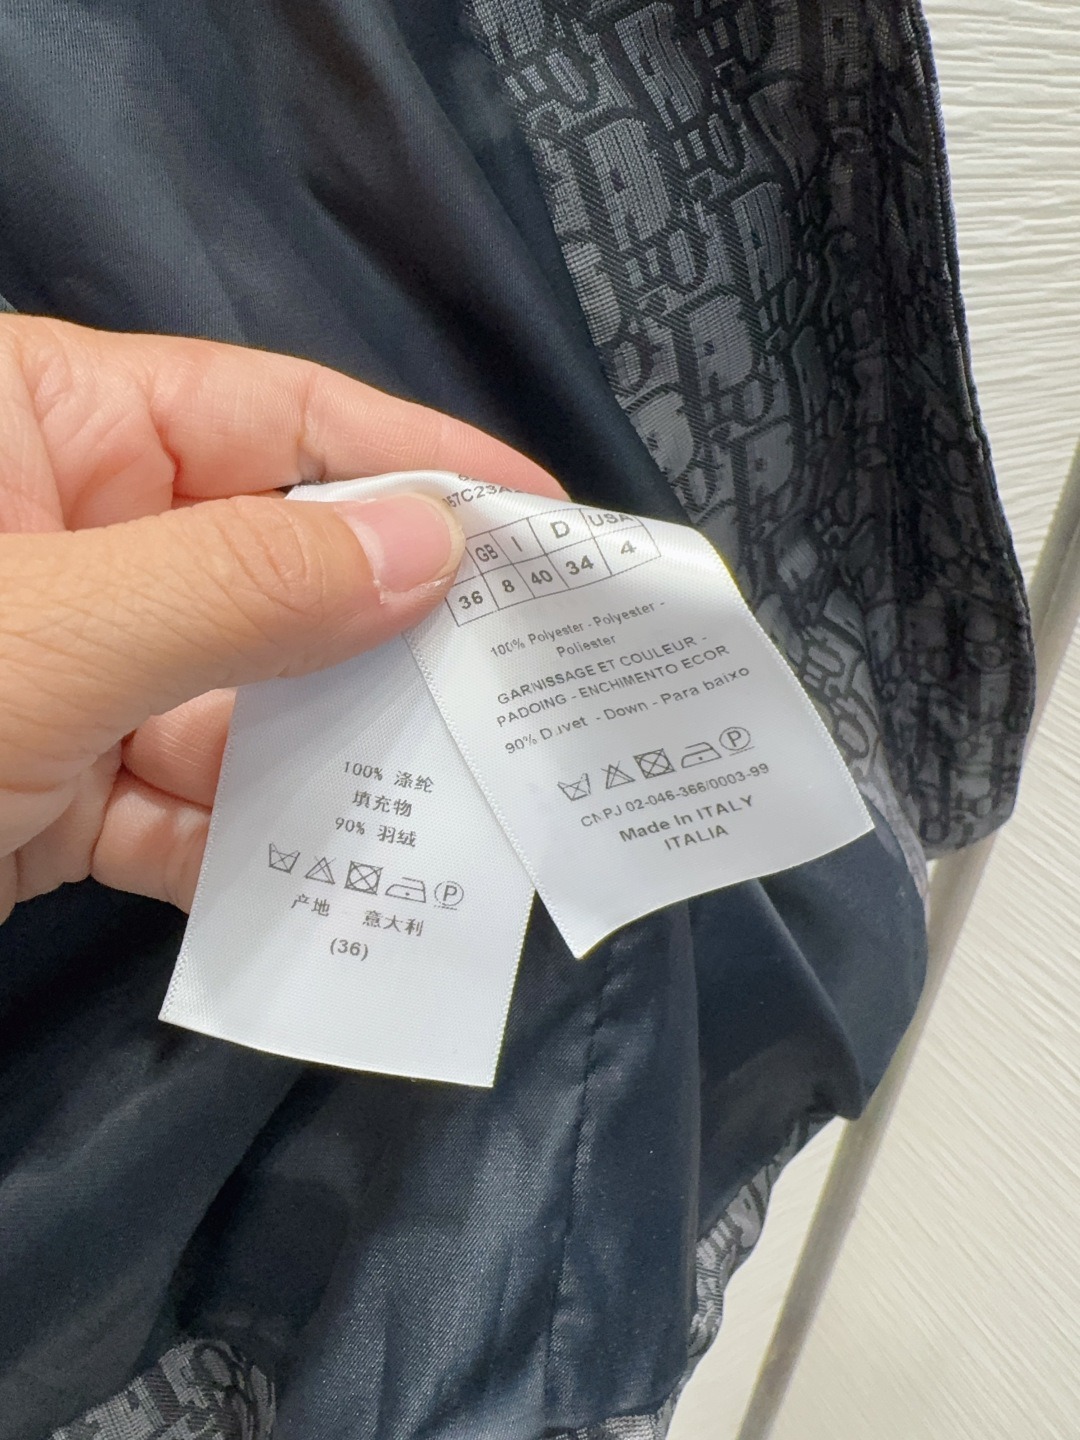 GB I D USA
36 8 40 34 4
100% Polyester - Polyester -
Poliester
GARNISSAGE ET COULEUR -
PADOING - ENCHIMENTO ECOR
90% Duvet - Down - Para baixo
P
CNPJ 02-046-366/0003-99
Made In ITALY
ITALIA
100% 涤纶
填充物
90% 羽绒
P
产地 意大利
(36)